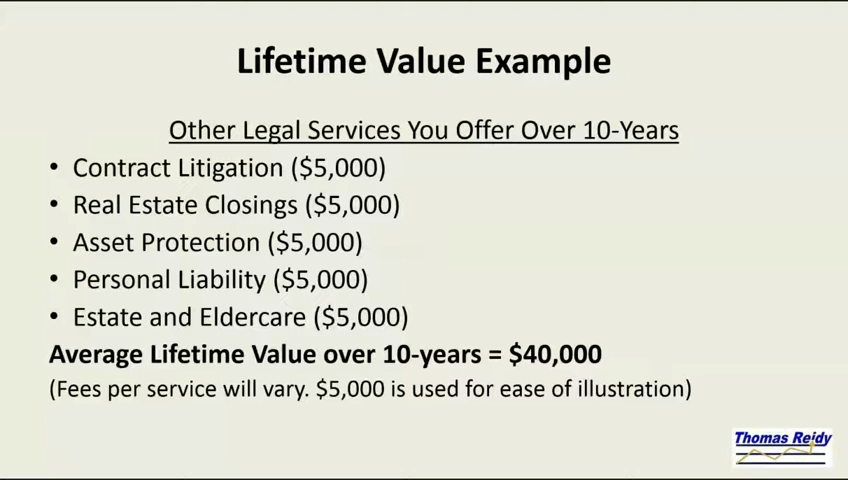 Lifetime Value Example
Other Legal Services You Offer Over 10-Years
• Contract Litigation ($5,000)
• Real Estate Closings ($5,000)
• Asset Protection ($5,000)
• Personal Liability ($5,000)
• Estate and Eldercare ($5,000)
Average Lifetime Value over 10-years = $40,000
(Fees per service will vary. $5,000 is used for ease of illustration)
Thomas Reidy